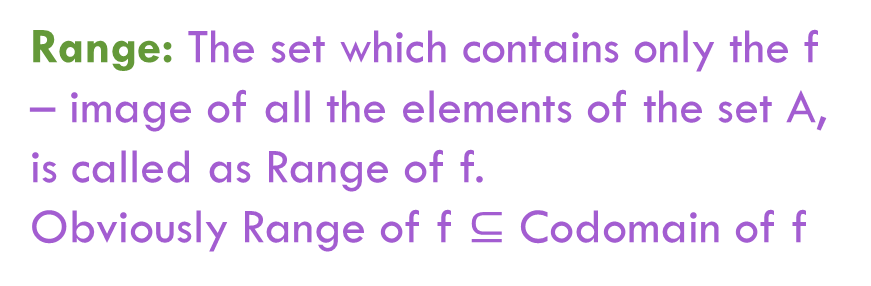 Range: The set which contains only the f
– image of all the elements of the set A,
is called as Range of f.
Obviously Range of f ⊆ Codomain of f